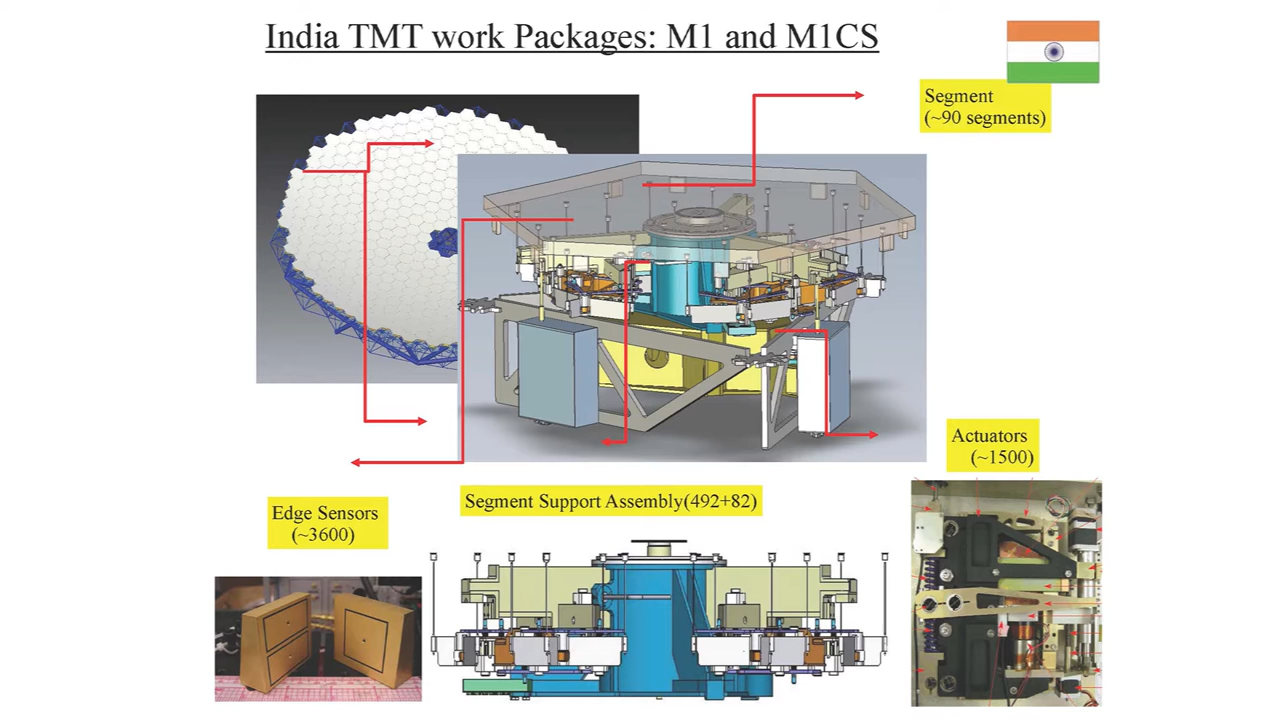 India TMT work Packages: M1 and M1CS
Segment
(~90 segments)
Actuators
(~1500)
Segment Support Assembly(492+82)
Edge Sensors
(~3600)